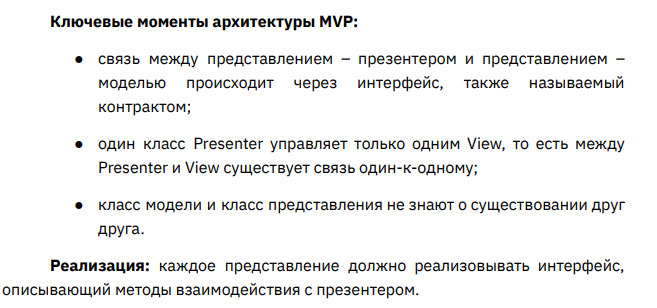 Ключевые моменты архитектуры MVP:
● связь между представлением – презентером и представлением –
моделью происходит через интерфейс, также называемый
контрактом;
● один класс Presenter управляет только одним View, то есть между
Presenter и View существует связь один-к-одному;
● класс модели и класс представления не знают о существовании друг
друга.
Реализация: каждое представление должно реализовывать интерфейс,
описывающий методы взаимодействия с презентером.